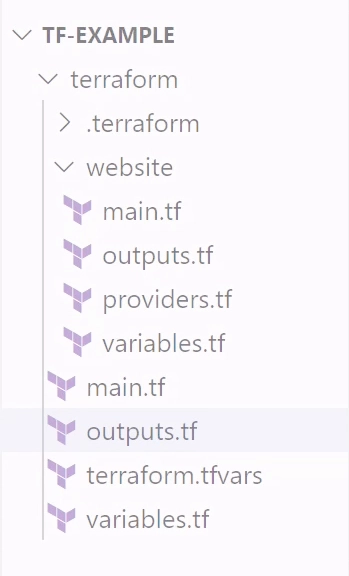 TF-EXAMPLE
terraform
.terraform
website
main.tf
outputs.tf
providers.tf
variables.tf
main.tf
outputs.tf
terraform.tfvars
variables.tf